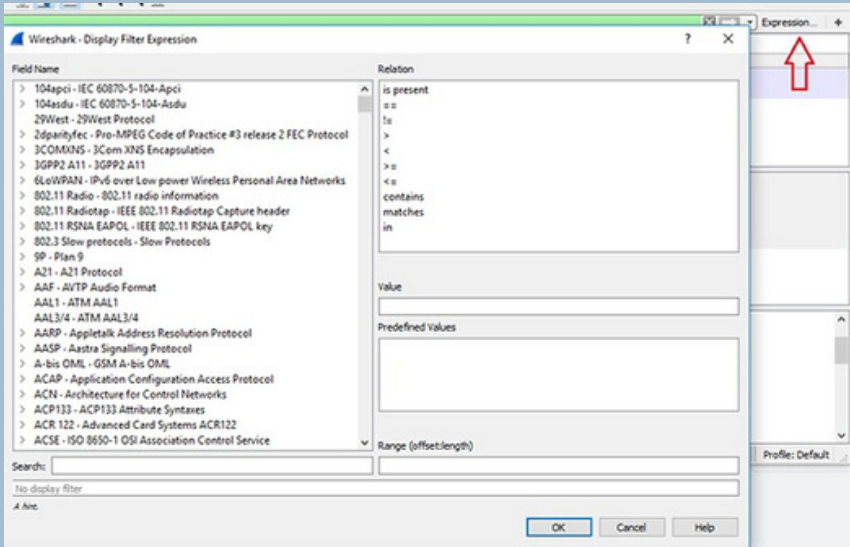 Expression... +
Wireshark - Display Filter Expression
? ×
Field Name
> 104apci - IEC 60870-5-104-Apci
> 104asdu - IEC 60870-5-104-Asdu
29West - 29West Protocol
> 2dparityfec - Pro-MPEG Code of Practice #3 release 2 FEC Protocol
> 3COMXNS - 3Com XNS Encapsulation
> 3GPP2 A11 - 3GPP2 A11
> 6LoWPAN - IPv6 over Low power Wireless Personal Area Networks
> 802.11 Radio - 802.11 radio information
> 802.11 Radiotap - IEEE 802.11 Radiotap Capture header
> 802.11 RSNA EAPOL - IEEE 802.11 RSNA EAPOL key
> 802.3 Slow protocols - Slow Protocols
> 9P - Plan 9
> A21 - A21 Protocol
> AAF - AVTP Audio Format
AAL1 - ATM AAL1
AAL3/4 - ATM AAL3/4
> AARP - Appletalk Address Resolution Protocol
> AASP - Aastra Signalling Protocol
> A-bis OML - GSM A-bis OML
> ACAP - Application Configuration Access Protocol
> ACN - Architecture for Control Networks
> ACP133 - ACP133 Attribute Syntaxes
> ACR 122 - Advanced Card Systems ACR122
> ACSE - ISO 8650-1 OSI Association Control Service
Search:
No display filter
A hint.
Relation
is present
==
!=
>
<
>=
<=
contains
matches
in
Value
Predefined Values
Range (offset:length)
OK
Cancel
Help
Profile: Default